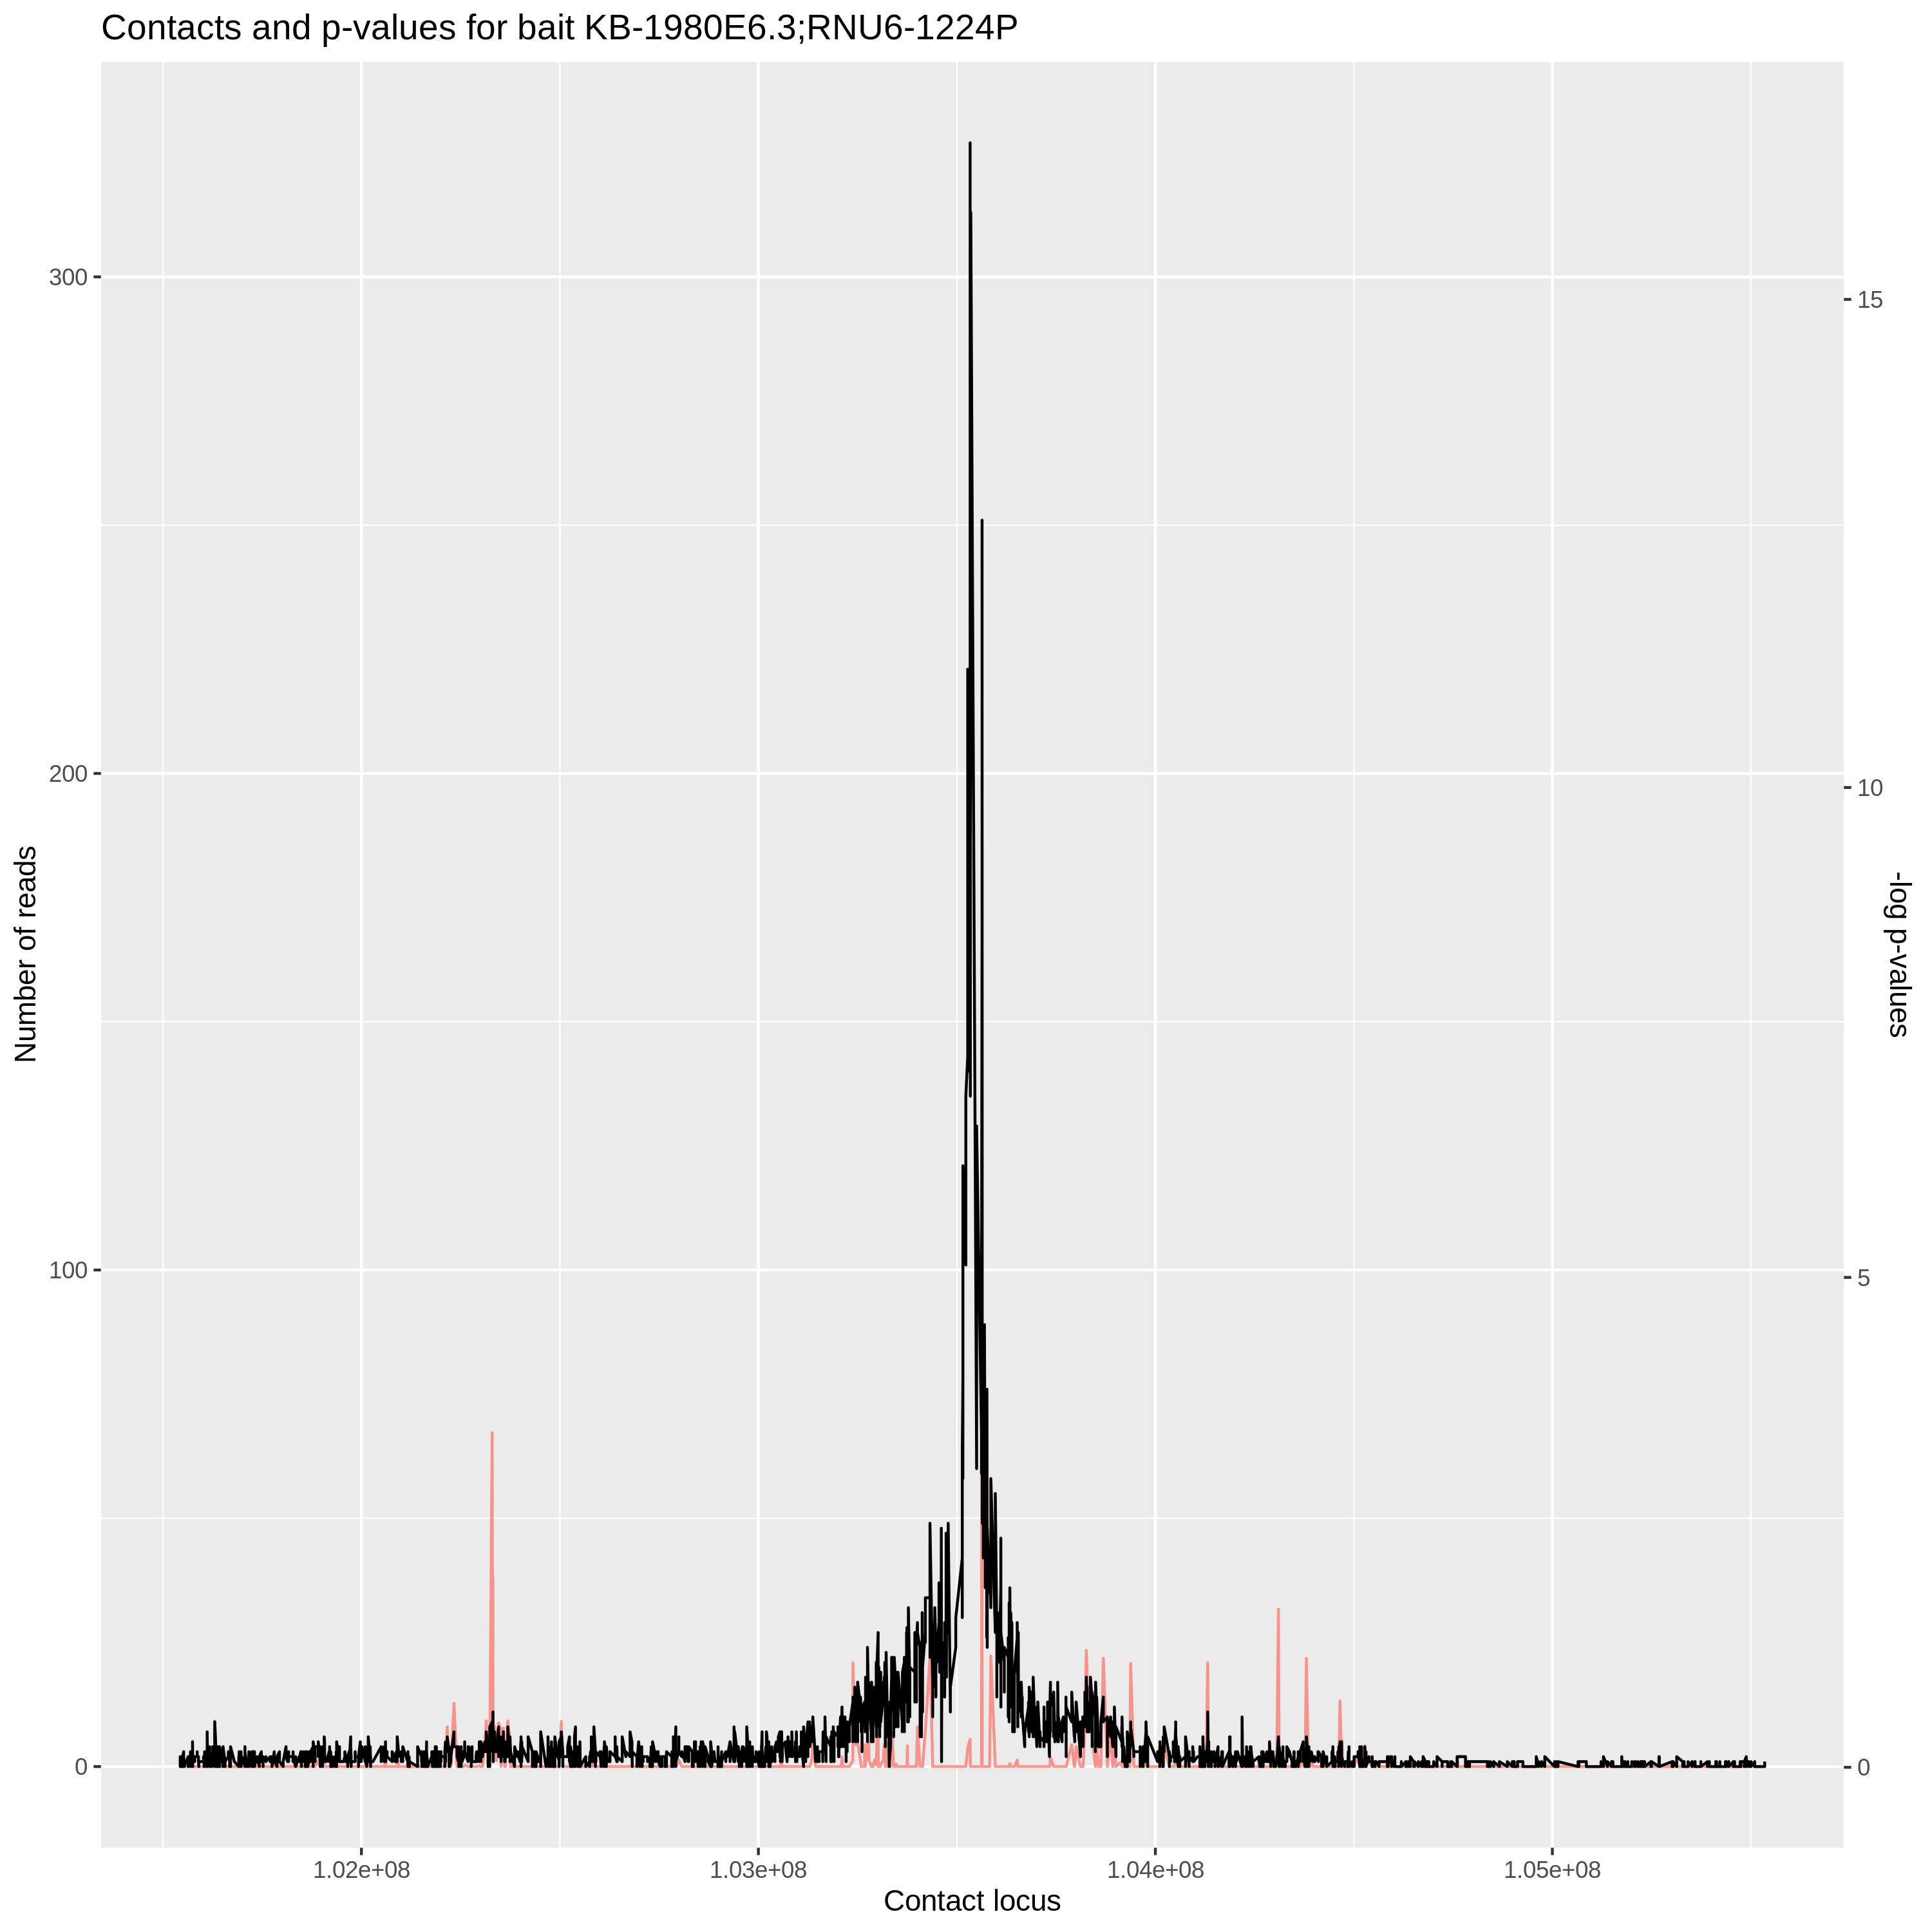 Contacts and p-values for bait KB-1980E6.3;RNU6-1224P
300
200
100
0
Number of reads
15
10
5
0
-log p-values
1.02e+08
1.03e+08
1.04e+08
1.05e+08
Contact locus